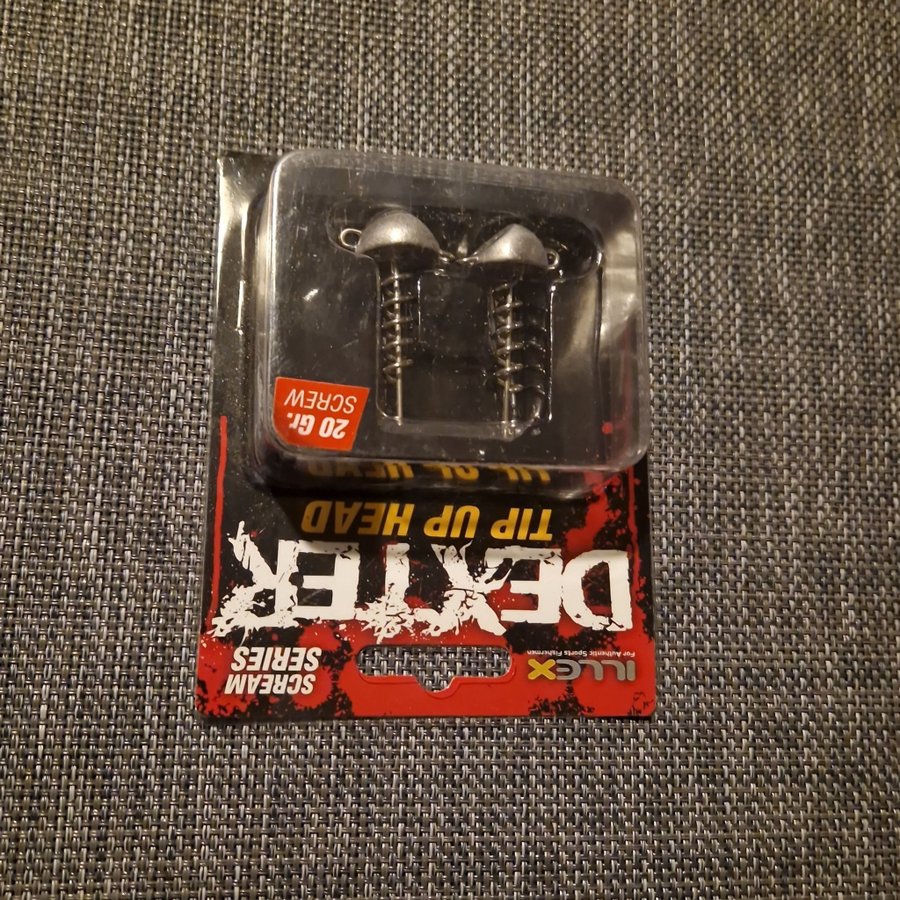 SCREAM
SERIES
ILLEX
For Authentic Sports Fishermen
DEXTER
TIP UP HEAD
20 Gr.
SCREW